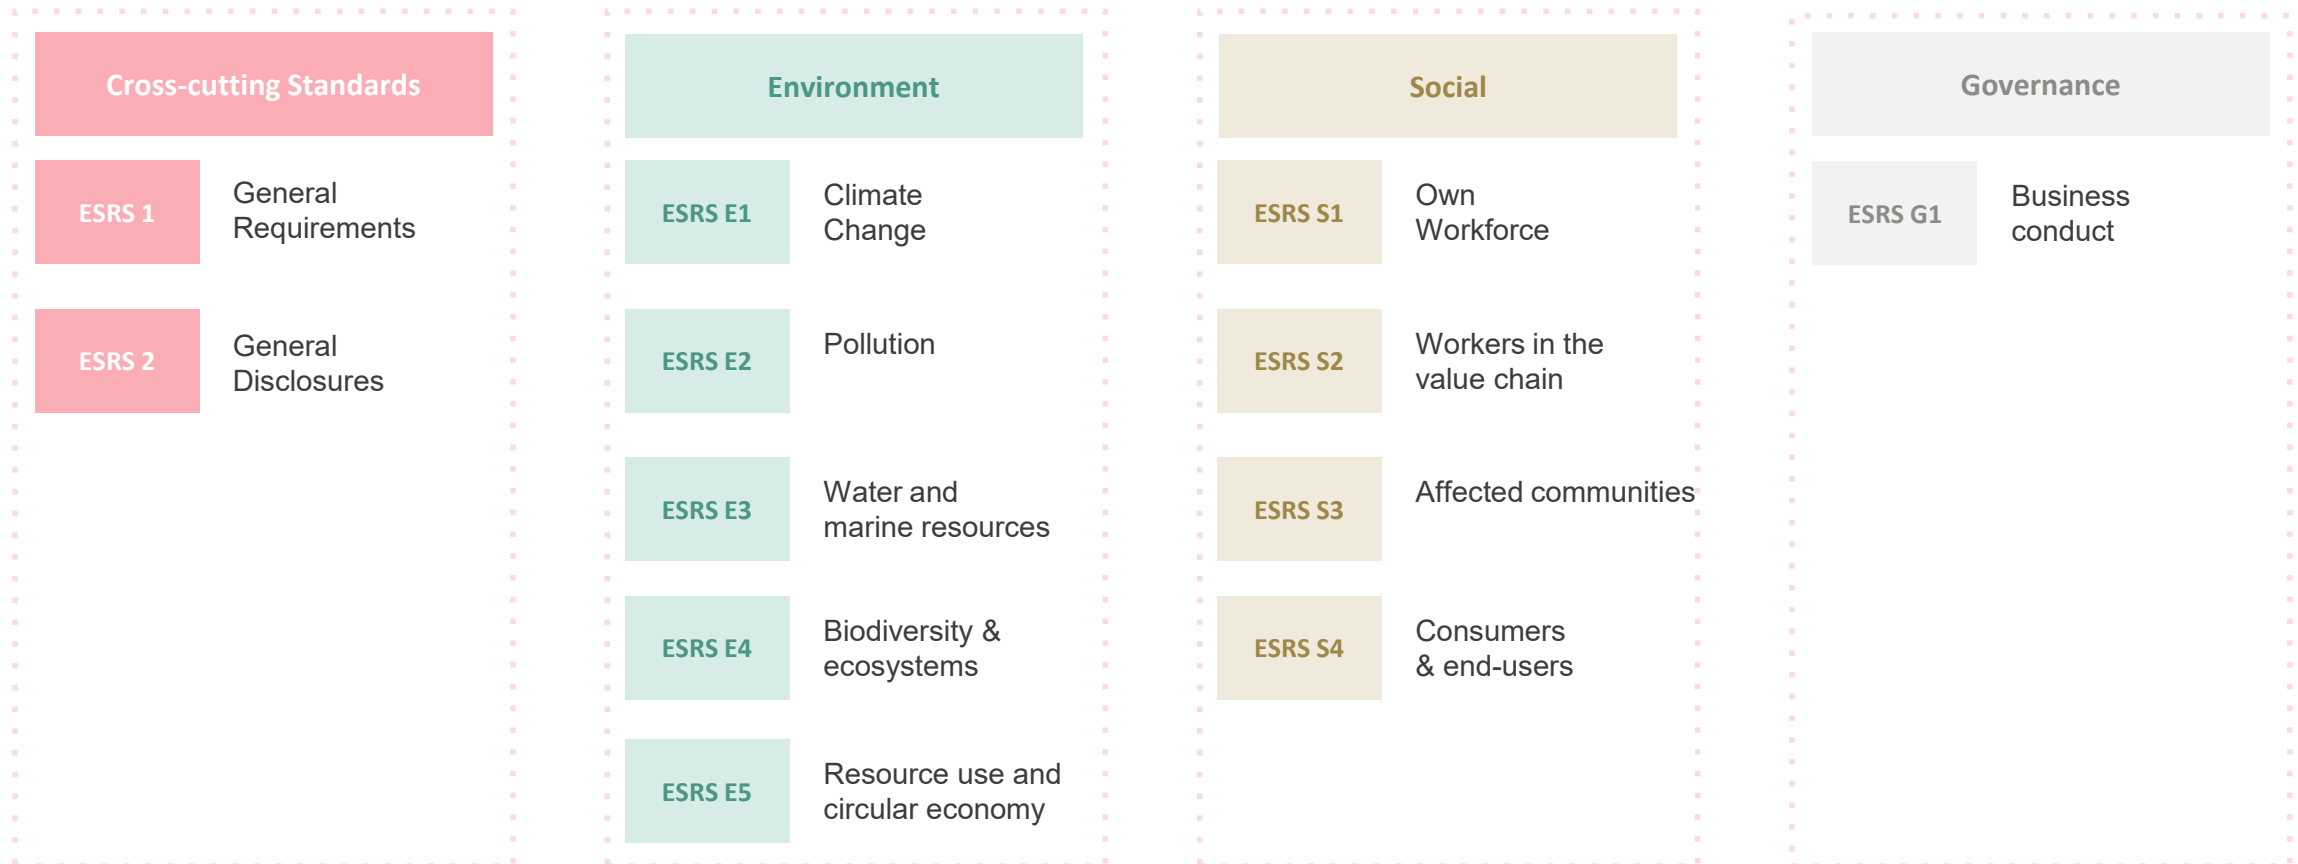 Cross-cutting Standards
ESRS 1
General
Requirements
ESRS 2
General
Disclosures
Environment
ESRS E1
Climate
Change
ESRS E2
Pollution
ESRS E3
Water and
marine resources
ESRS E4
Biodiversity &
ecosystems
ESRS E5
Resource use and
circular economy
Social
ESRS S1
Own
Workforce
ESRS S2
Workers in the
value chain
ESRS S3
Affected communities
ESRS S4
Consumers
& end-users
Governance
ESRS G1
Business
conduct